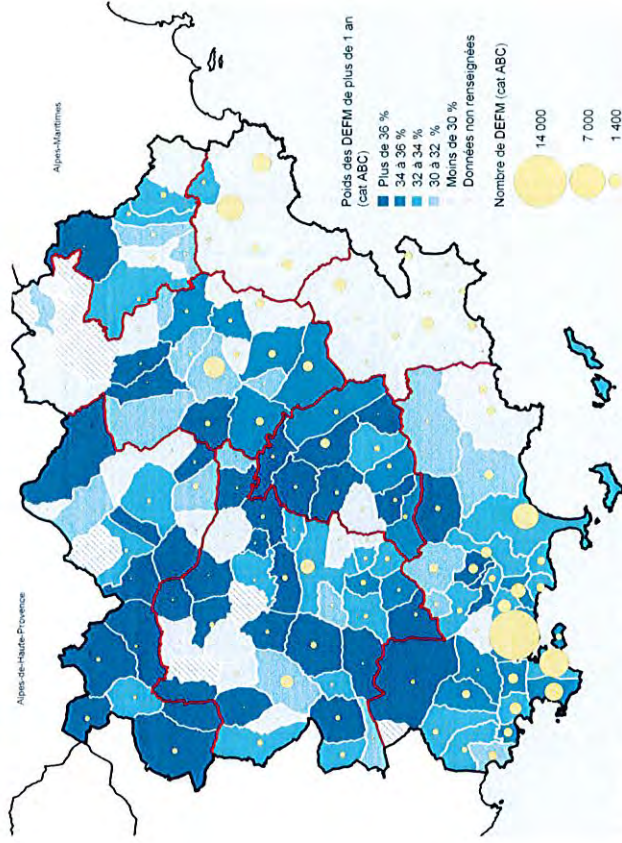 Alpes-de-Haute-Provence
Alpes-Maritimes
Poids des DEFM de plus de 1 an
(cat ABC)
Plus de 36 %
34 à 36 %
32 à 34 %
30 à 32 %
Moins de 30 %
Données non renseignées
Nombre de DEFM (cat ABC)
14 000
7 000
1 400